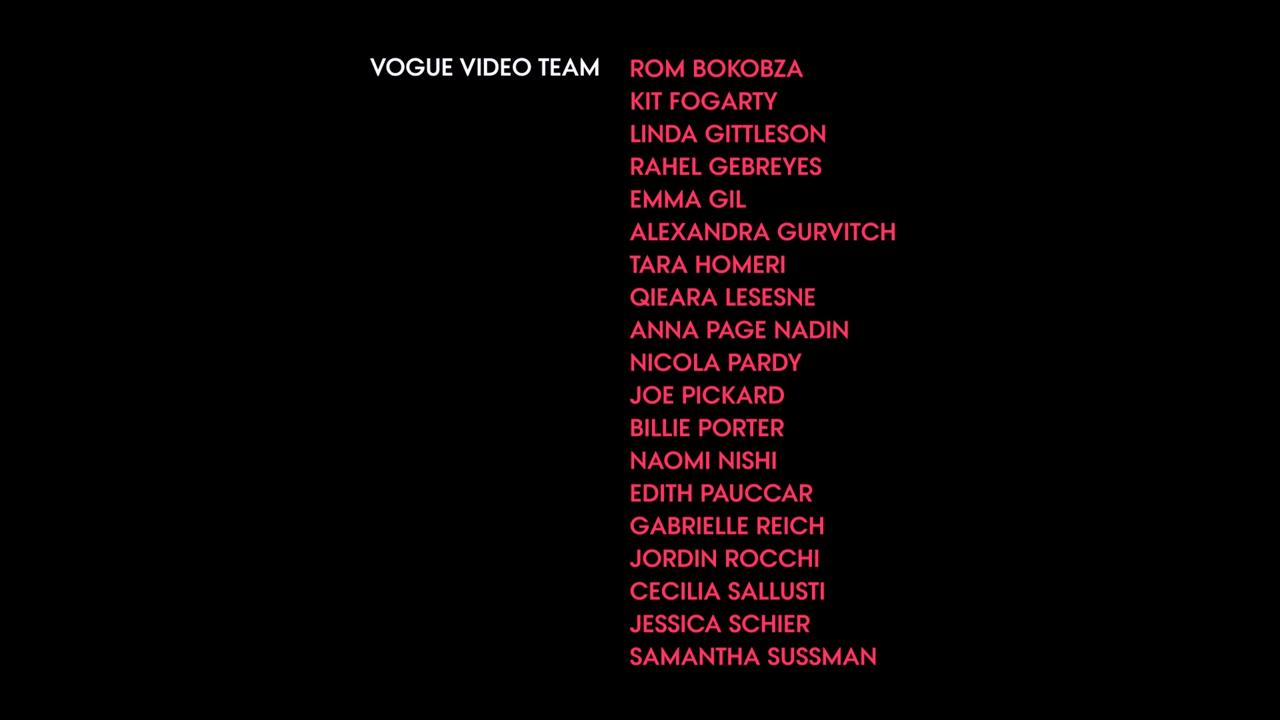 VOGUE VIDEO TEAM
ROM BOKOBZA
KIT FOGARTY
LINDA GITTLESON
RAHEL GEBREYES
EMMA GIL
ALEXANDRA GURVITCH
TARA HOMERI
QIEARA LESESNE
ANNA PAGE NADIN
NICOLA PARDY
JOE PICKARD
BILLIE PORTER
NAOMI NISHI
EDITH PAUCCAR
GABRIELLE REICH
JORDIN ROCCHI
CECILIA SALLUSTI
JESSICA SCHIER
SAMANTHA SUSSMAN